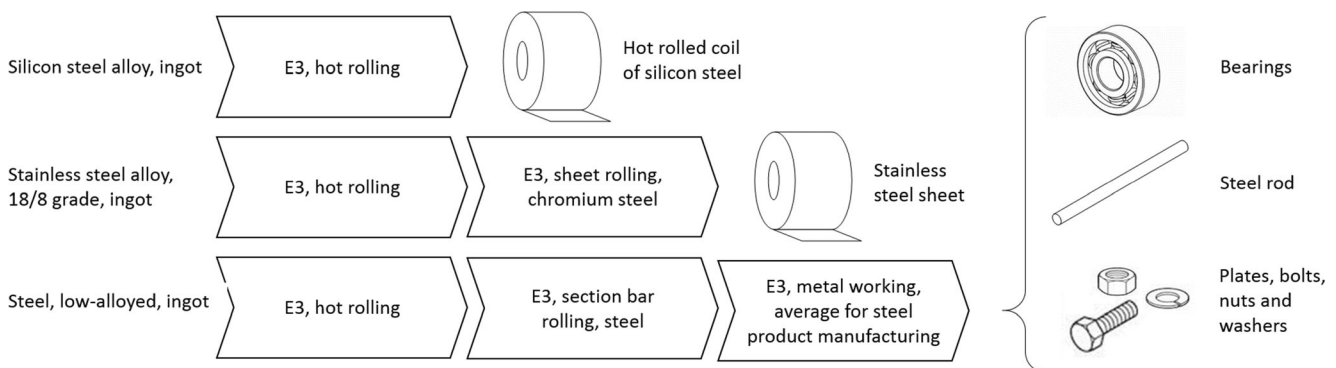 Silicon steel alloy, ingot
E3, hot rolling
Hot rolled coil
of silicon steel
Stainless steel alloy,
18/8 grade, ingot
E3, hot rolling
E3, sheet rolling,
chromium steel
Stainless
steel sheet
Steel, low-alloyed, ingot
E3, hot rolling
E3, section bar
rolling, steel
E3, metal working,
average for steel
product manufacturing
Bearings
Steel rod
Plates, bolts,
nuts and
washers